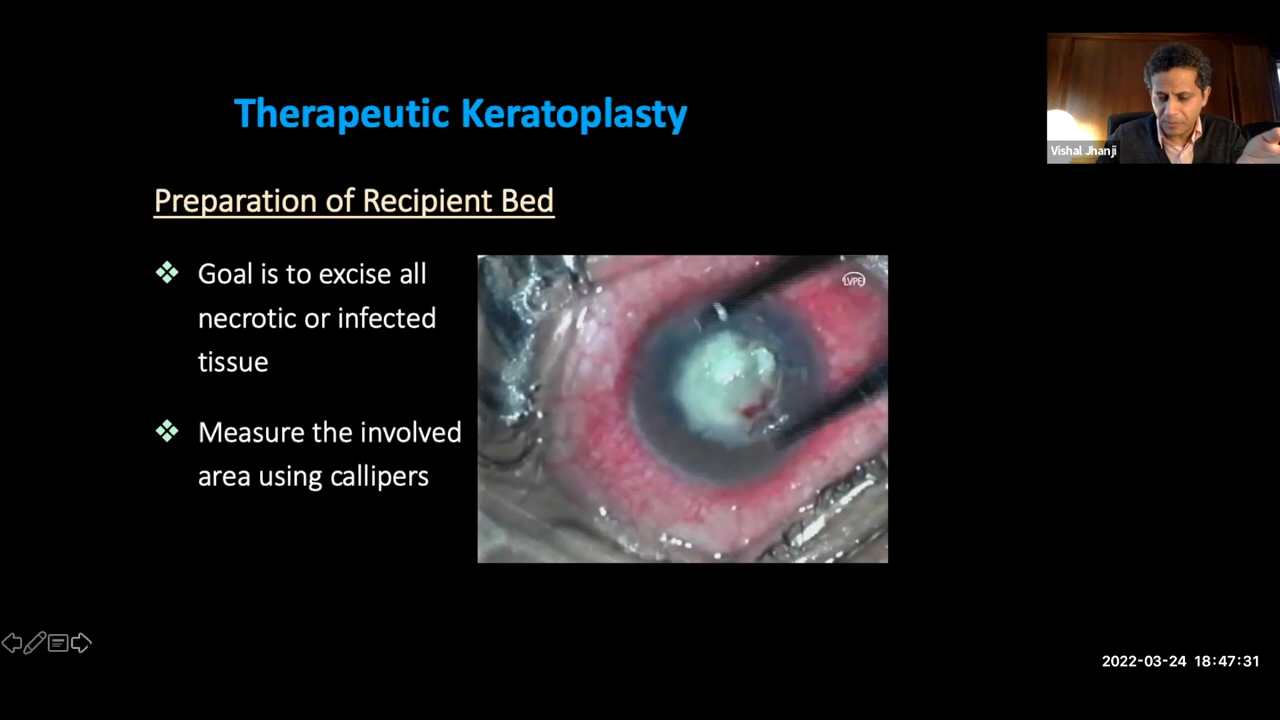 Therapeutic Keratoplasty
Vishal Jhanji
Preparation of Recipient Bed
Goal is to excise all
necrotic or infected
tissue
LVPEI
Measure the involved
area using callipers
2022-03-24 18:47:31